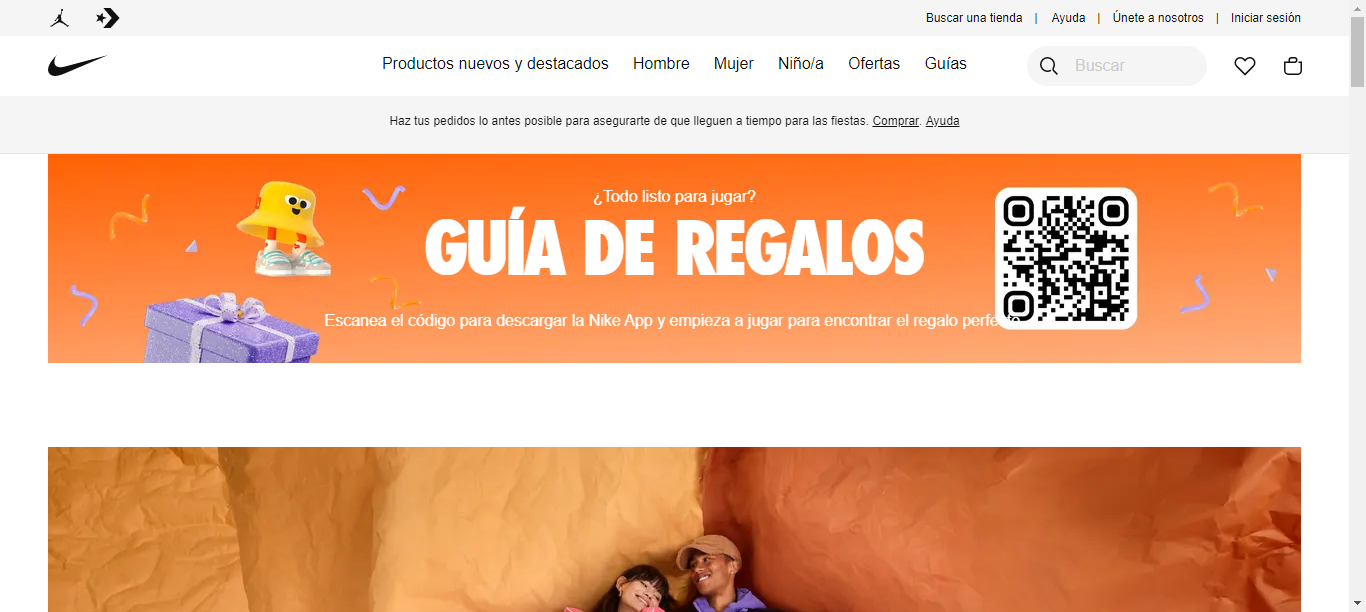 Buscar una tienda | Ayuda | Únete a nosotros | Iniciar sesión
Productos nuevos y destacados Hombre Mujer Niño/a Ofertas Guías Buscar
Haz tus pedidos lo antes posible para asegurarte de que lleguen a tiempo para las fiestas. Comprar. Ayuda
¿Todo listo para jugar?
GUÍA DE REGALOS
Escanea el código para descargar la Nike App y empieza a jugar para encontrar el regalo perfecto